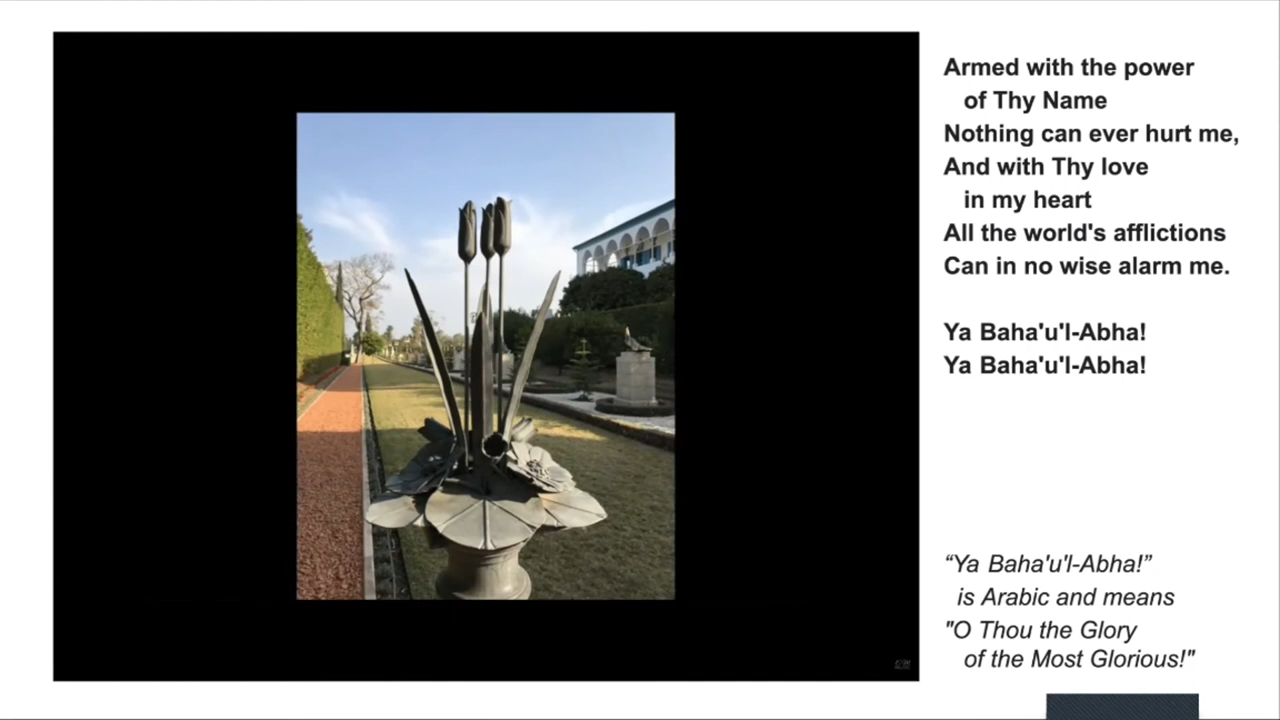 Armed with the power
of Thy Name
Nothing can ever hurt me,
And with Thy love
in my heart
All the world's afflictions
Can in no wise alarm me.
Ya Baha'u'l-Abha!
Ya Baha'u'l-Abha!
“Ya Baha'u'l-Abha!”
is Arabic and means
"O Thou the Glory
of the Most Glorious!"